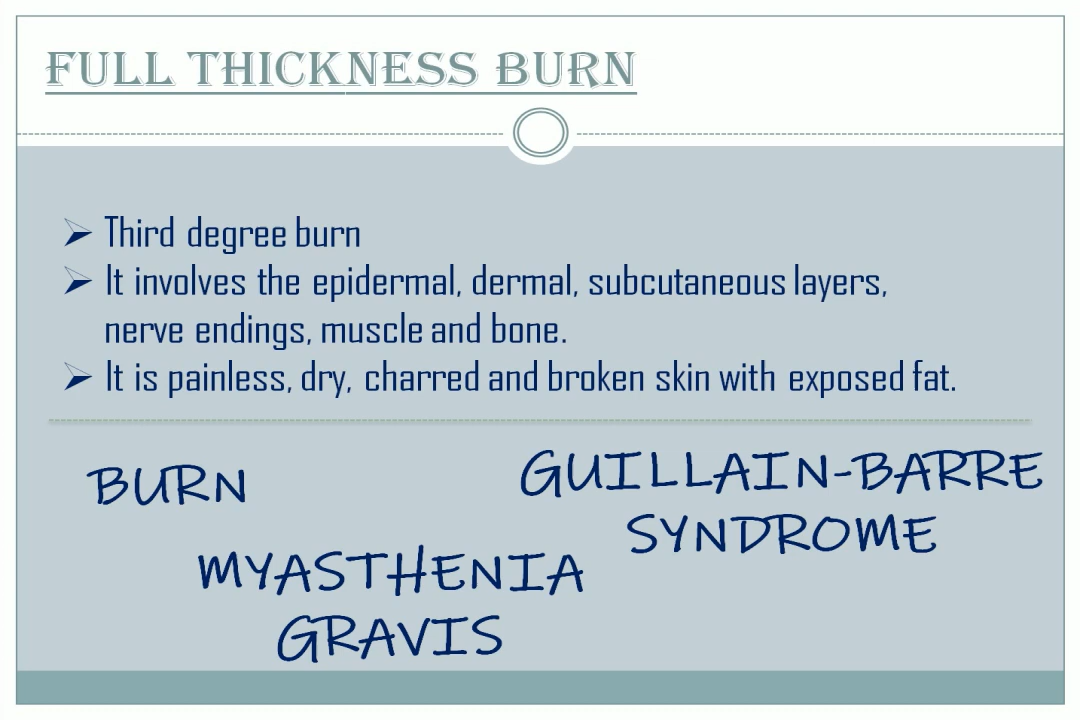 FULL THICKNESS BURN
➢ Third degree burn
➢ It involves the epidermal, dermal, subcutaneous layers,
nerve endings, muscle and bone.
➢ It is painless, dry, charred and broken skin with exposed fat.
BURN
GUILLAIN-BARRE
SYNDROME
MYASTHENIA
GRAVIS